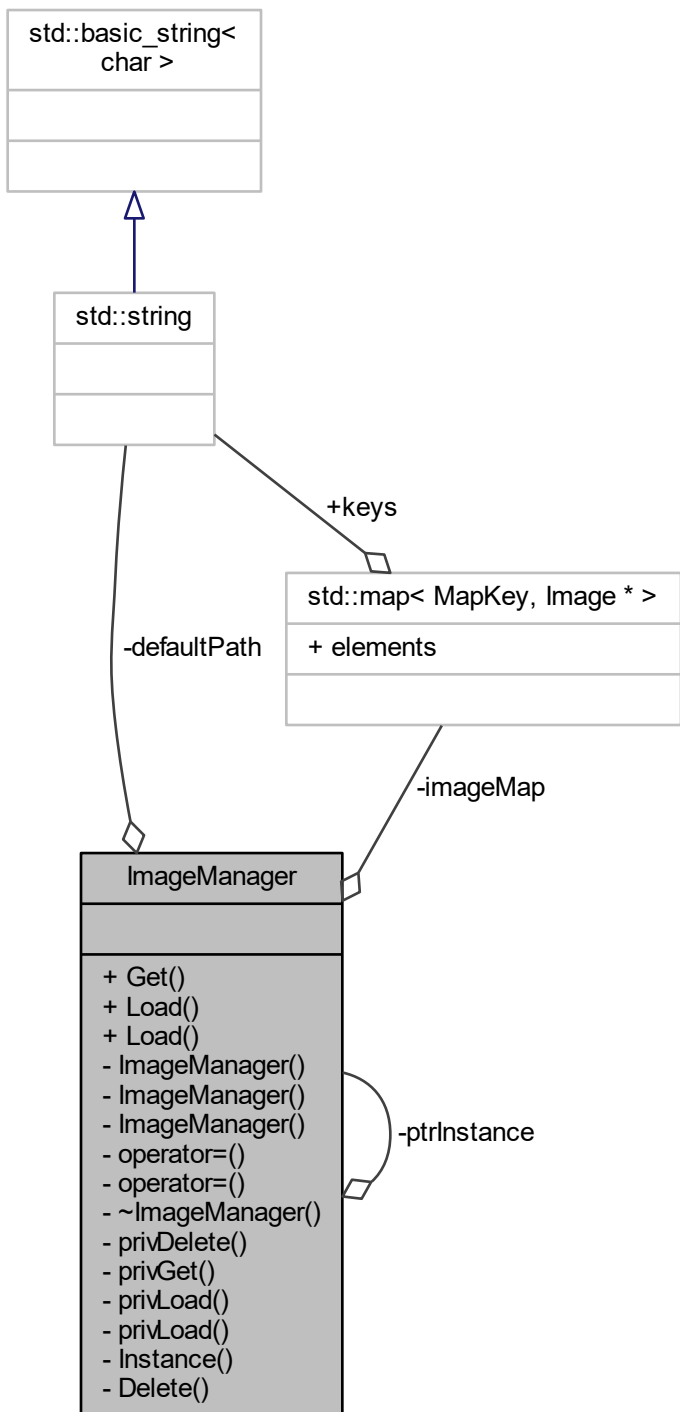 std::basic_string<
char >
std::string
+keys
std::map< MapKey, Image * >
+ elements
-defaultPath
-imageMap
ImageManager
+ Get()
+ Load()
+ Load()
- ImageManager()
- ImageManager()
- ImageManager()
- operator=()
- operator=()
- ~ImageManager()
- privDelete()
- privGet()
- privLoad()
- privLoad()
- Instance()
- Delete()
-ptrInstance